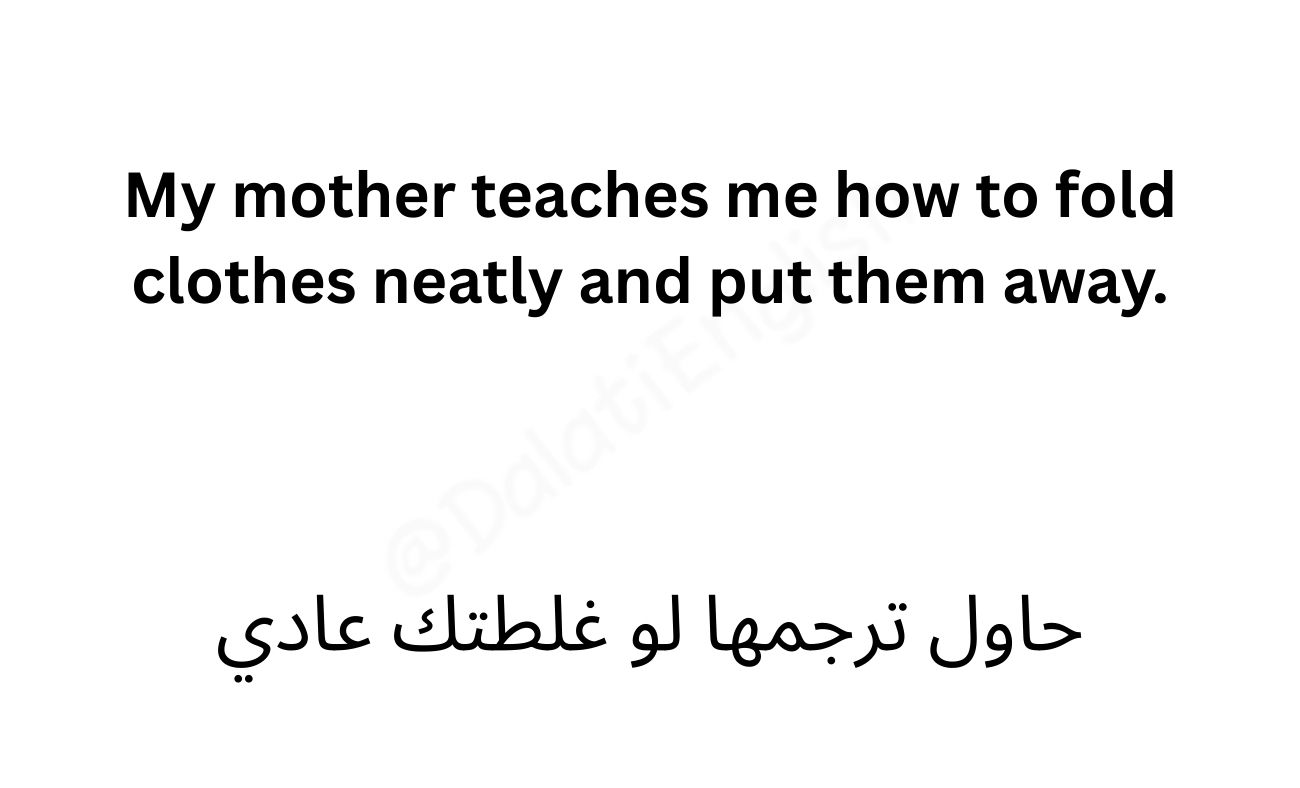 My mother teaches me how to fold
clothes neatly and put them away.
@DalatiEnglish
حاول ترجمها لو غلطتك عادي